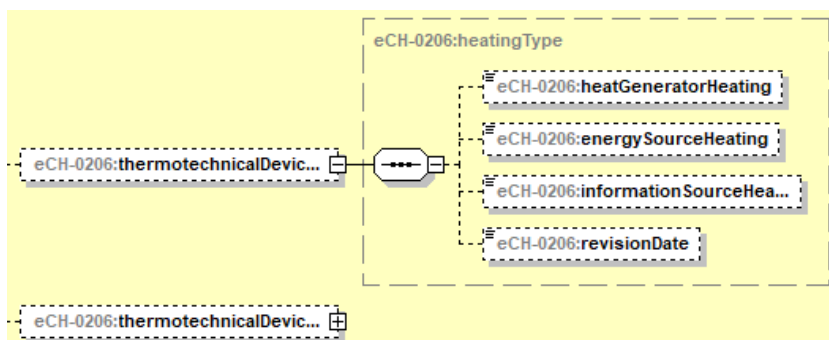 eCH-0206:heatingType
eCH-0206:heatGeneratorHeating
eCH-0206:energySourceHeating
eCH-0206:thermotechnicalDevic...
eCH-0206:informationSourceHea...
eCH-0206:revisionDate
eCH-0206:thermotechnicalDevic...